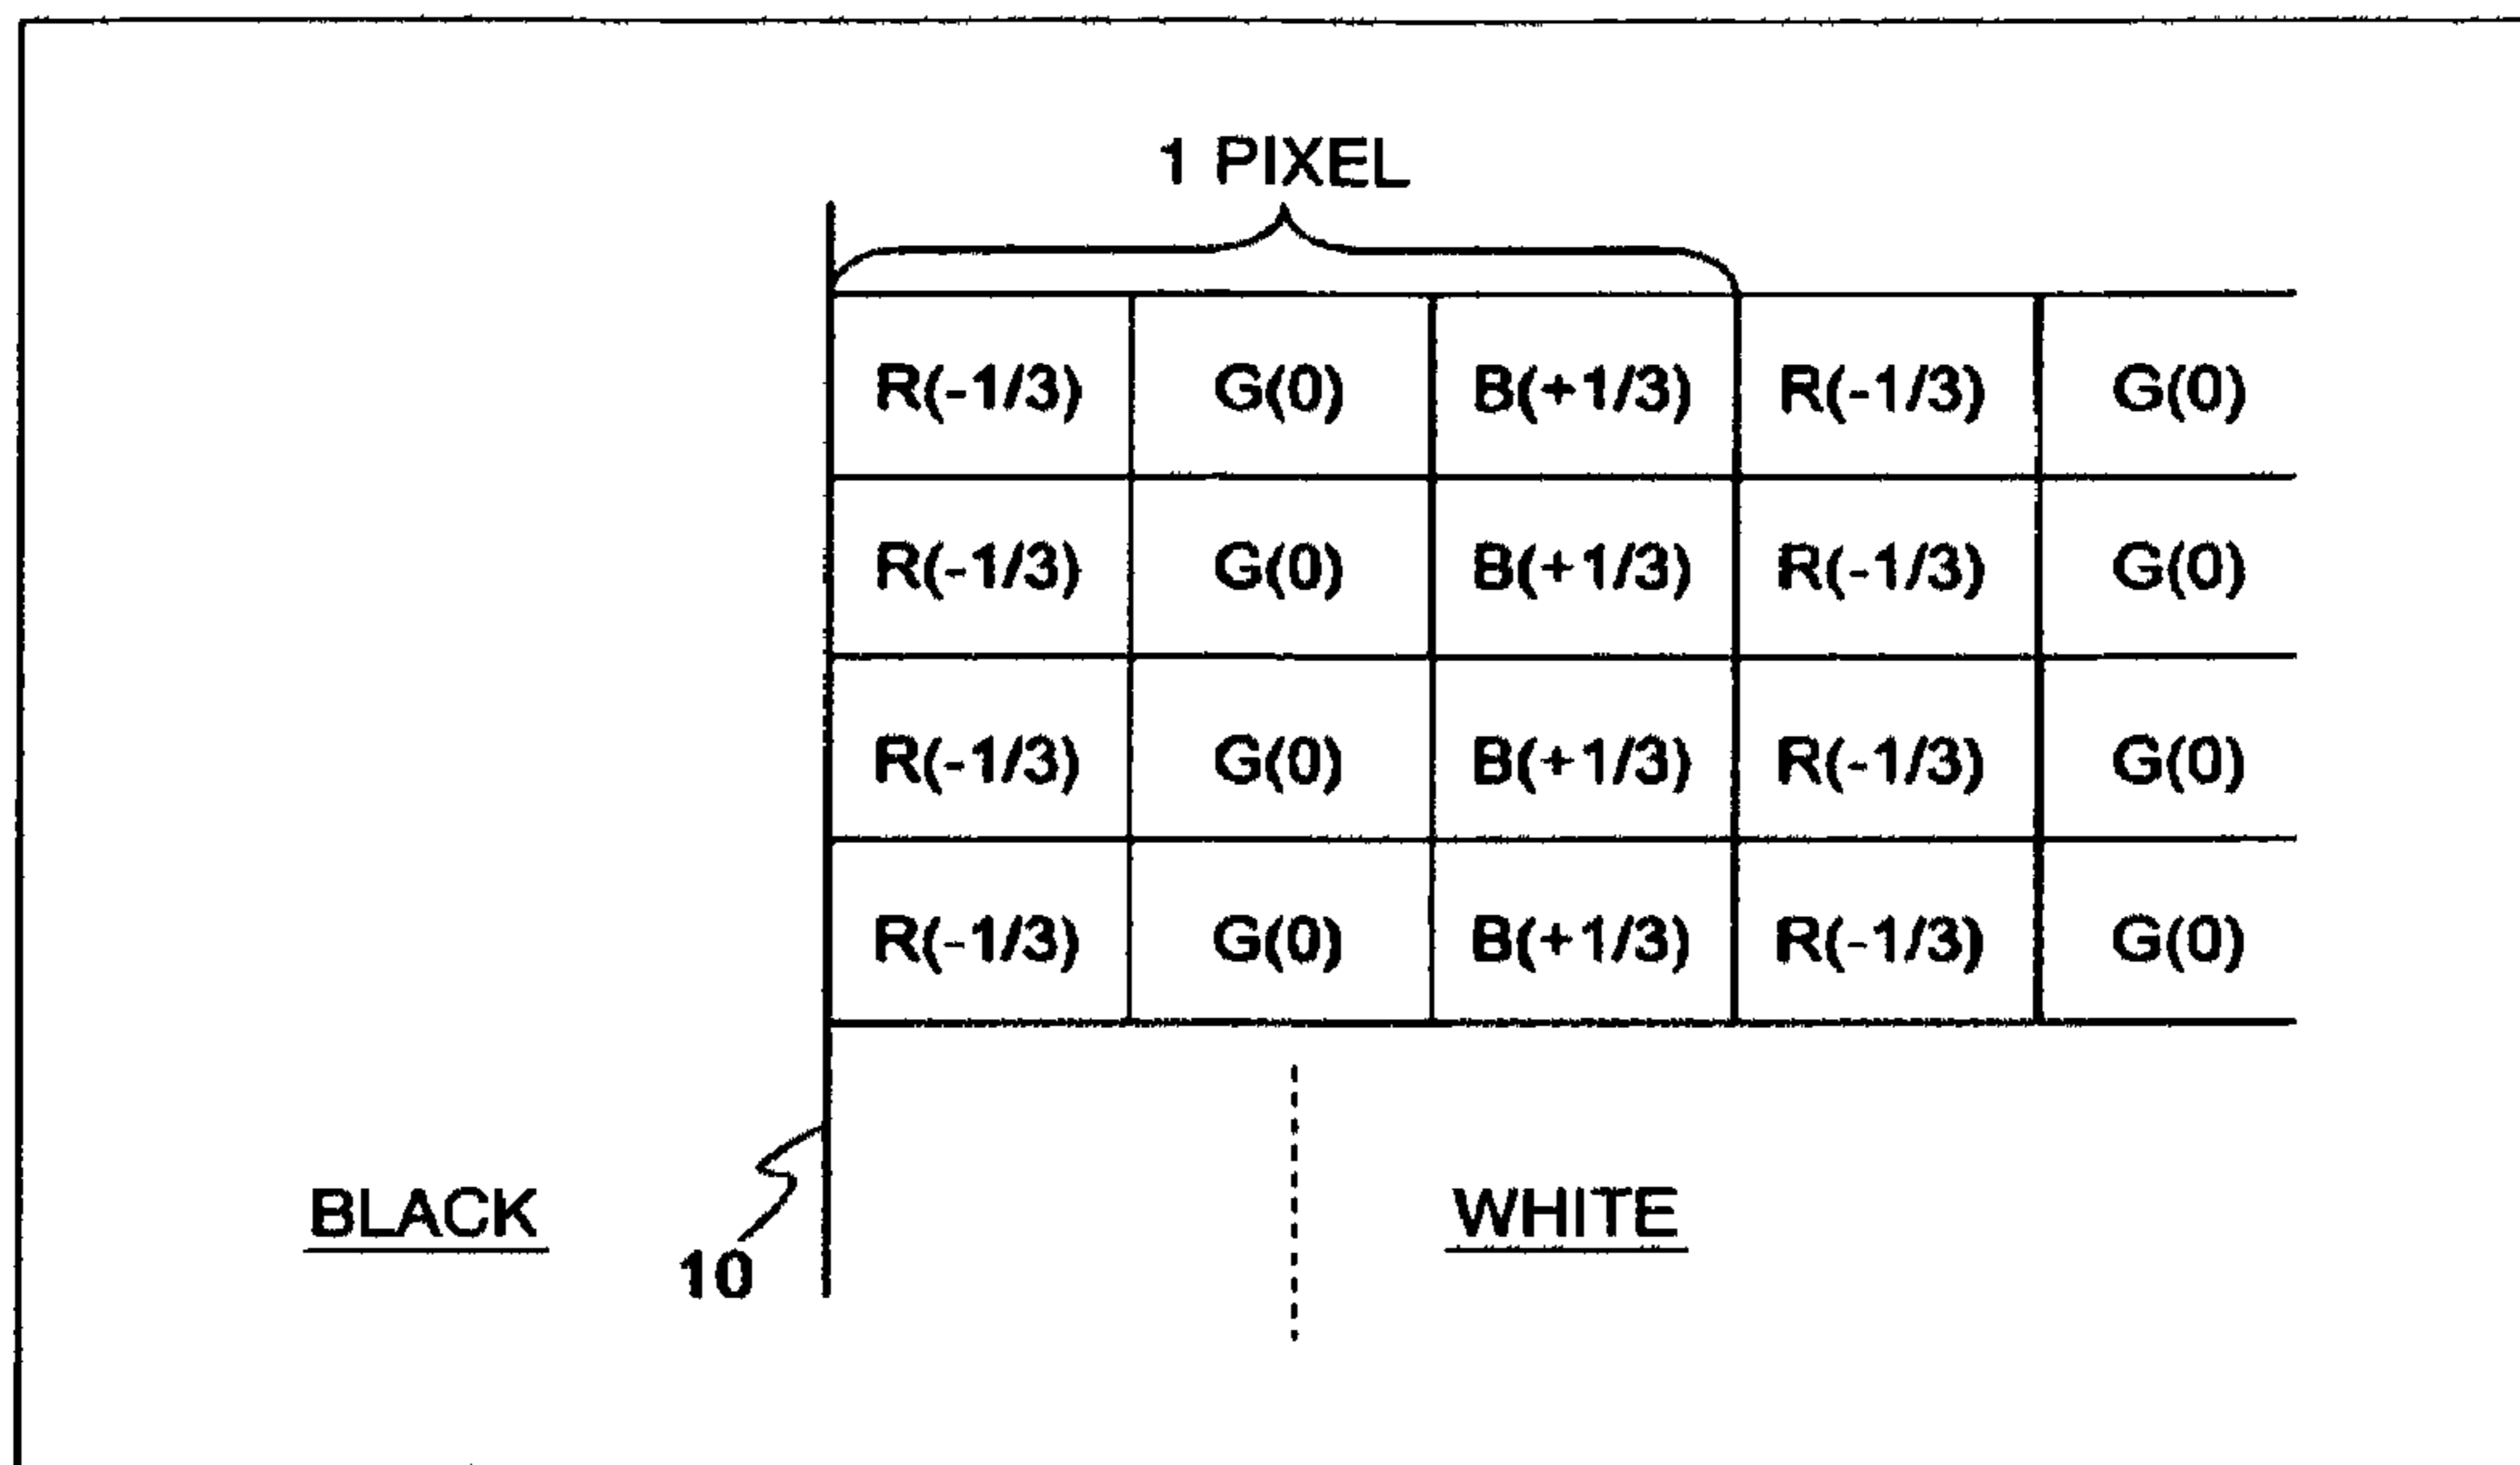 1 PIXEL
R(-1/3) G(0) B(+1/3) R(-1/3) G(0)
R(-1/3) G(0) B(+1/3) R(-1/3) G(0)
R(-1/3) G(0) B(+1/3) R(-1/3) G(0)
R(-1/3) G(0) B(+1/3) R(-1/3) G(0)
BLACK WHITE
10